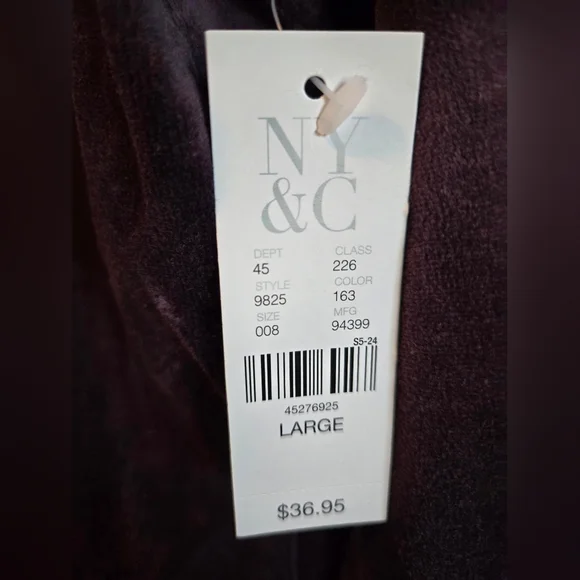 NY
&C
DEPT CLASS
45 226
STYLE COLOR
9825 163
SIZE MFG
008 94399
S5-24
45276925
LARGE
$36.95